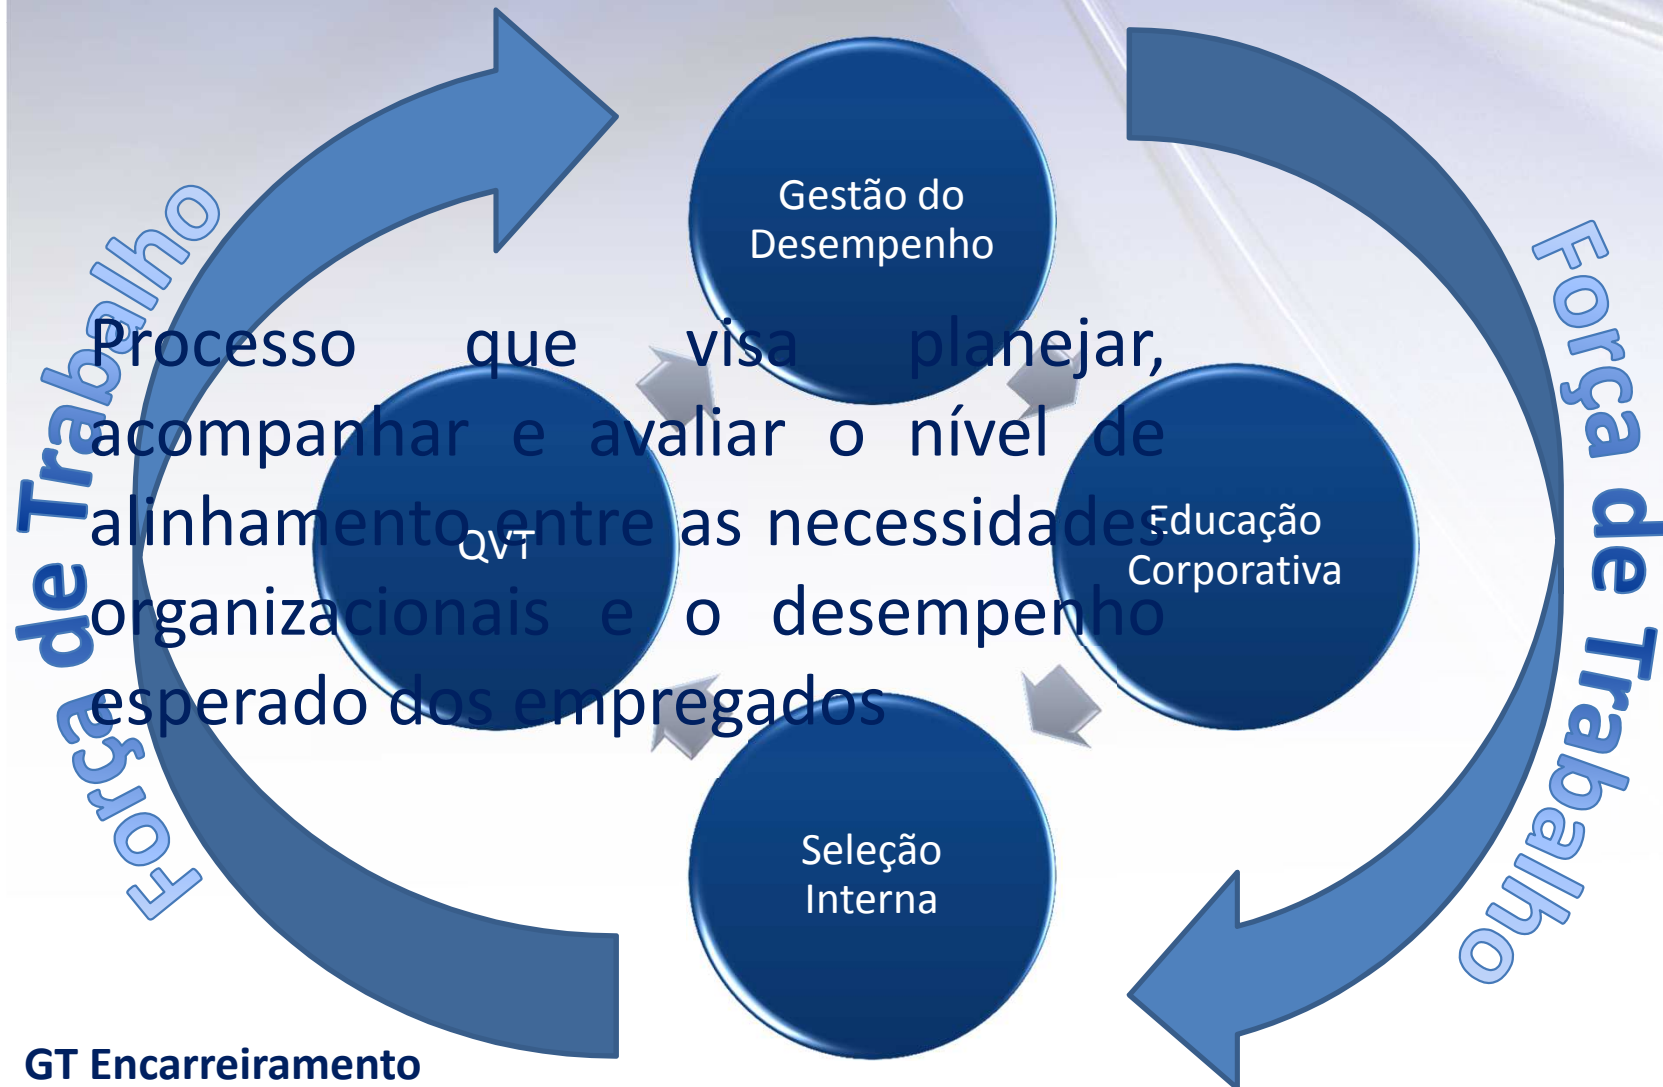 Gestão do
Desempenho
Processo que visa planejar,
acompanhar e avaliar o nível de
alinhamento entre as necessidades
organizacionais e o desempenho
esperado dos empregados
QVT
Educação
Corporativa
Seleção
Interna
Força de Trabalho
Força de Trabalho
GT Encarreiramento